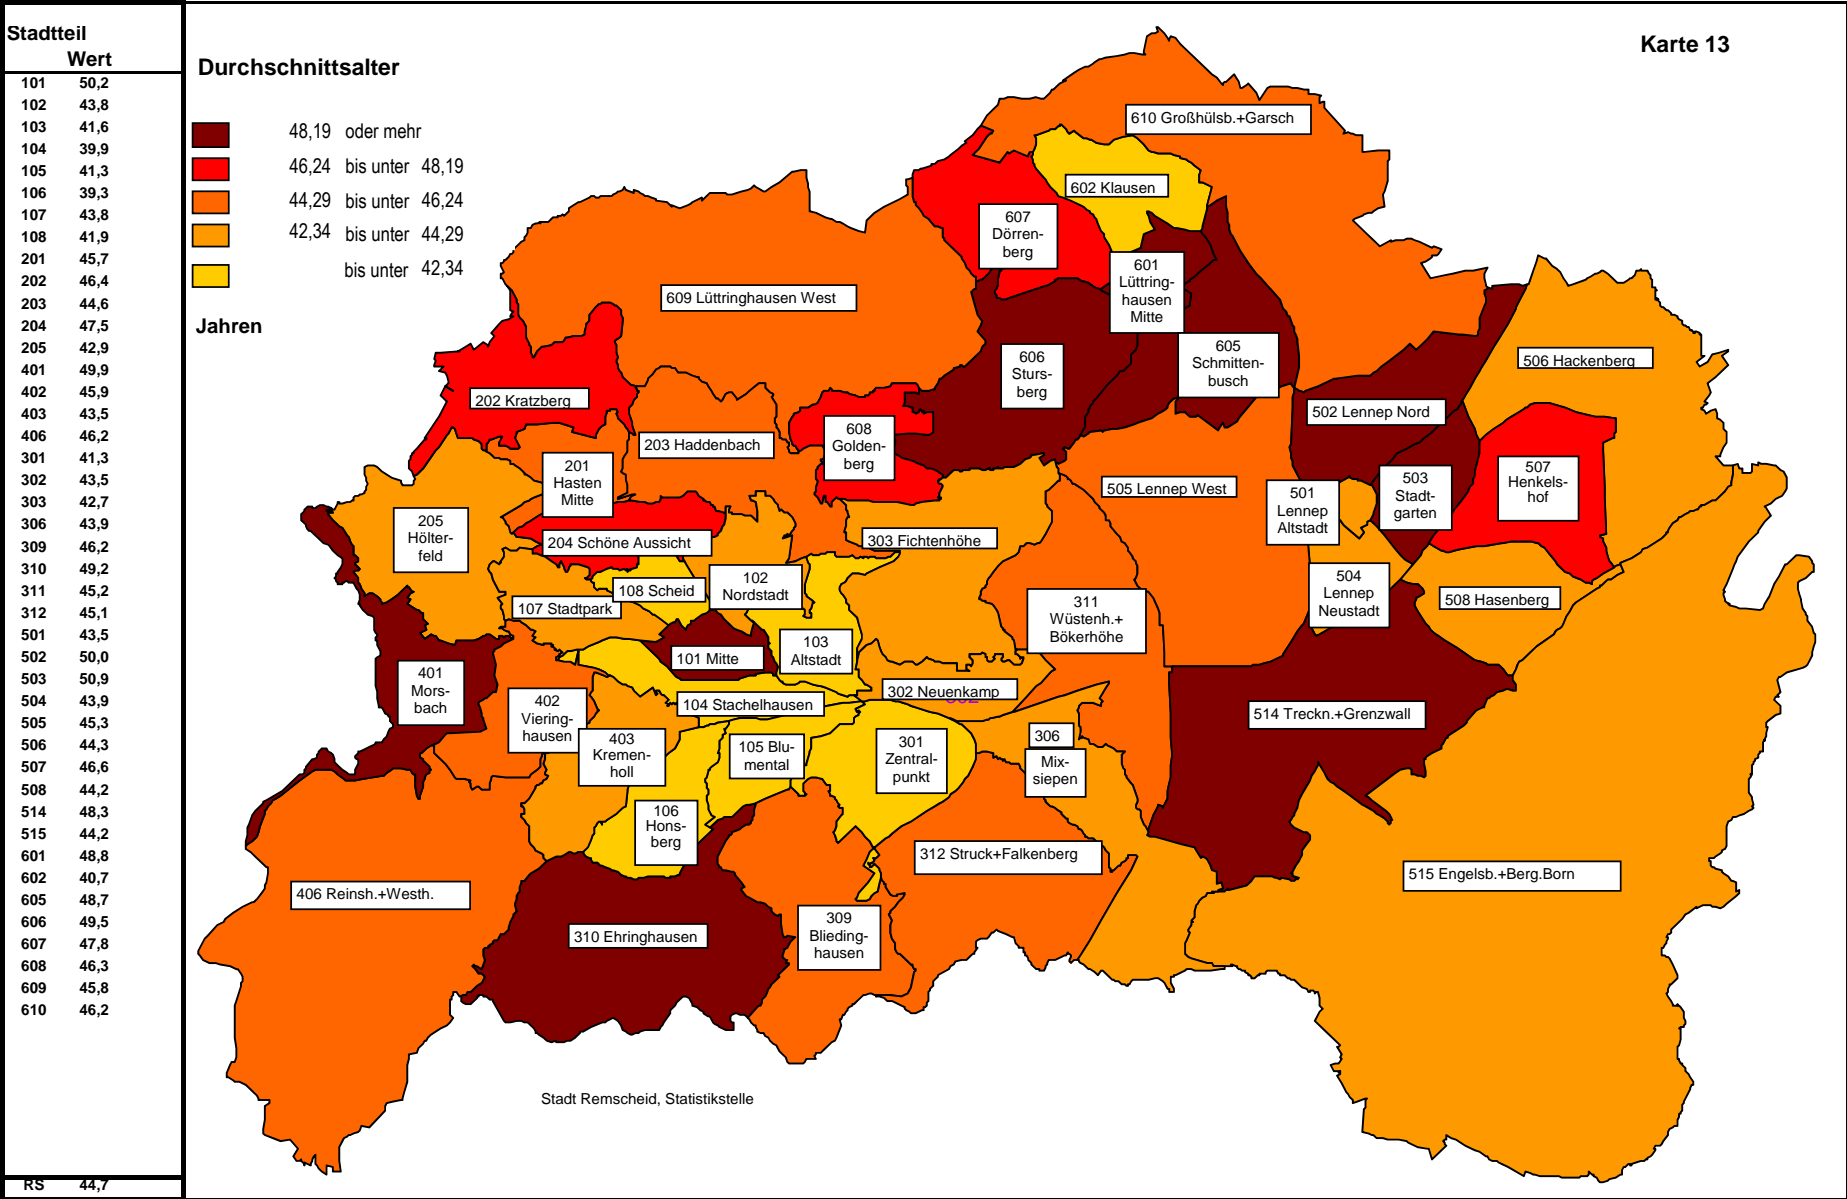 Stadtteil
Wert
101 50,2
102 43,8
103 41,6
104 39,9
105 41,3
106 39,3
107 43,8
108 41,9
201 45,7
202 46,4
203 44,6
204 47,5
205 42,9
401 49,9
402 45,9
403 43,5
406 46,2
301 41,3
302 43,5
303 42,7
306 43,9
309 46,2
310 49,2
311 45,2
312 45,1
501 43,5
502 50,0
503 50,9
504 43,9
505 45,3
506 44,3
507 46,6
508 44,2
514 48,3
515 44,2
601 48,8
602 40,7
605 48,7
606 49,5
607 47,8
608 46,3
609 45,8
610 46,2
RS 44,7
Karte 13
Durchschnittsalter
48,19 oder mehr
46,24 bis unter 48,19
44,29 bis unter 46,24
42,34 bis unter 44,29
bis unter 42,34
Jahren
610 Großhülsb.+Garsch
602 Klausen
607
Dörren-
berg
601
Lüttring-
hausen
Mitte
609 Lüttringhausen West
605
Schmitten-
busch
606
Sturs-
berg
506 Hackenberg
202 Kratzberg
502 Lennep Nord
203 Haddenbach
608
Golden-
berg
201
Hasten
Mitte
507
Henkels-
hof
503
Stadt-
garten
505 Lennep West
501
Lennep
Altstadt
205
Hölter-
feld
204 Schöne Aussicht
303 Fichtenhöhe
102
Nordstadt
108 Scheid
504
Lennep
Neustadt
508 Hasenberg
107 Stadtpark
311
Wüstenh.+
Bökerhöhe
103
Altstadt
101 Mitte
401
Mors-
bach
302 Neuenkamp
402
Viering-
hausen
104 Stachelhausen
514 Treckn.+Grenzwall
403
Kremen-
holl
105 Blu-
mental
301
Zentral-
punkt
306
Mix-
siepen
106
Hons-
berg
312 Struck+Falkenberg
515 Engelsb.+Berg.Born
406 Reinsh.+Westh.
309
Blieding-
hausen
310 Ehringhausen
Stadt Remscheid, Statistikstelle